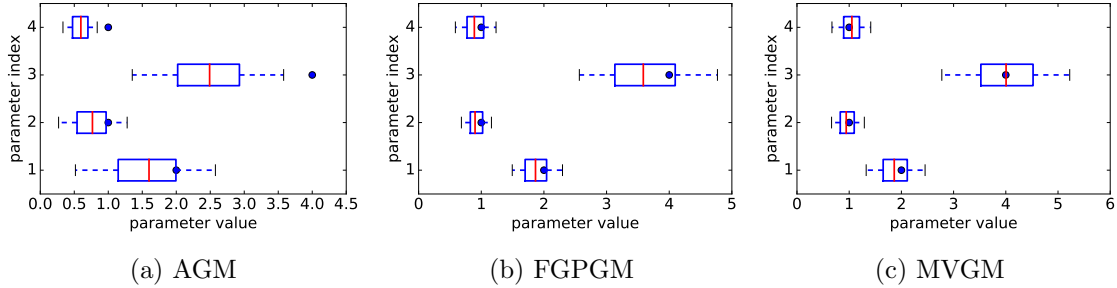 4
3
2
1
parameter index
0.0 0.5 1.0 1.5 2.0 2.5 3.0 3.5 4.0 4.5
parameter value
(a) AGM
4
3
2
1
parameter index
0 1 2 3 4 5
parameter value
(b) FGPGM
4
3
2
1
parameter index
0 1 2 3 4 5 6
parameter value
(c) MVGM